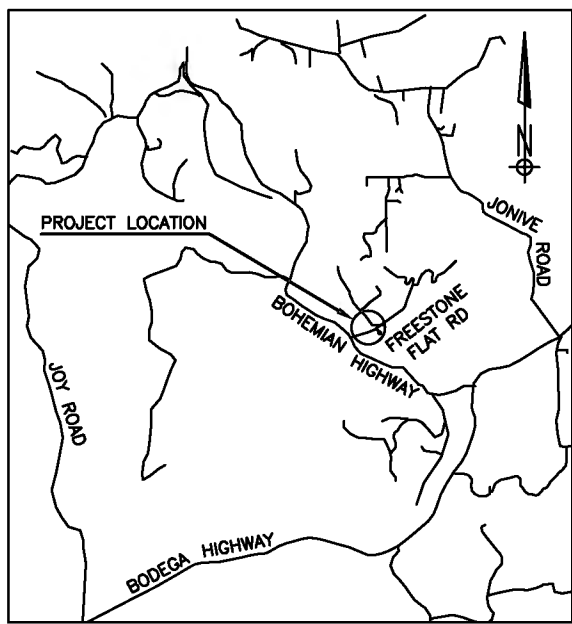 N
JONIVE
ROAD
PROJECT LOCATION
BOHEMIAN HIGHWAY
FREESTONE
FLAT RD
JOY ROAD
BODEGA HIGHWAY